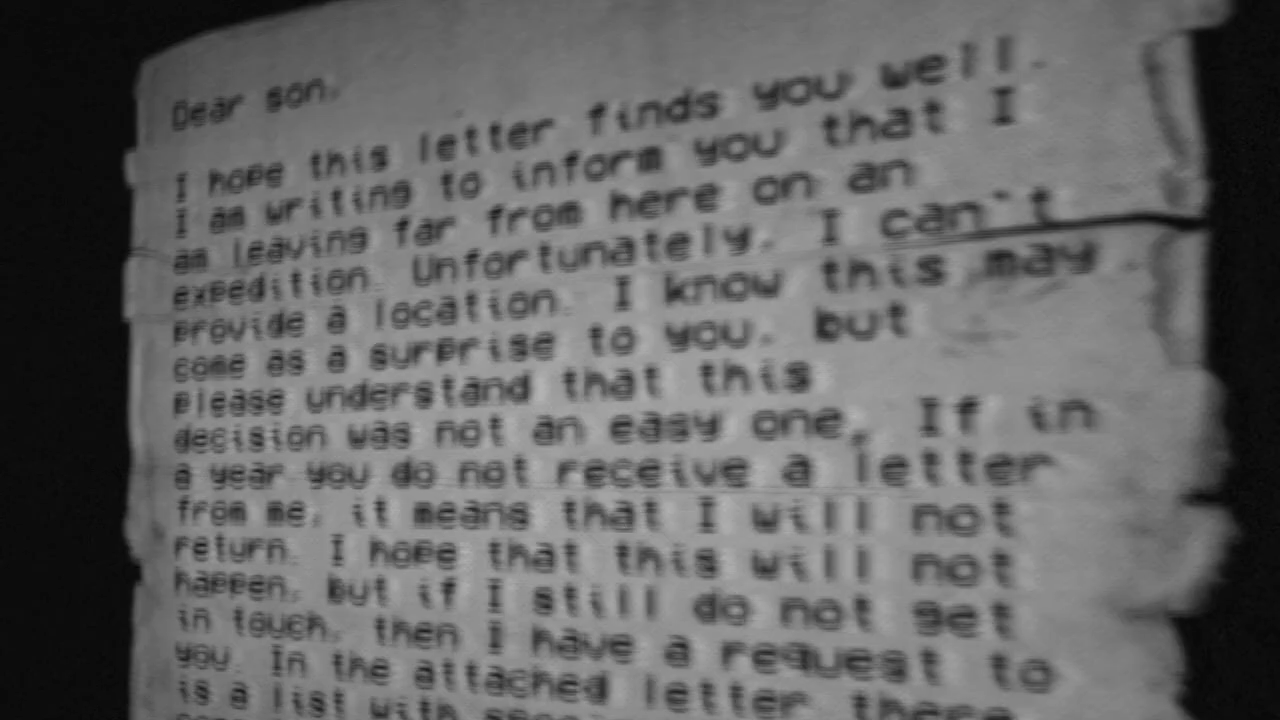 Dear son,
I hope this letter finds you well.
I am writing to inform you that I
am leaving far from here on an
expedition. Unfortunately, I can`t
provide a location. I know this may
come as a surprise to you, but
please understand that this
decision was not an easy one. If in
a year you do not receive a letter
from me, it means that I will not
return. I hope that this will not
happen, but if I still do not get
in touch, then I have a request to
you. In the attached letter there
is a list with